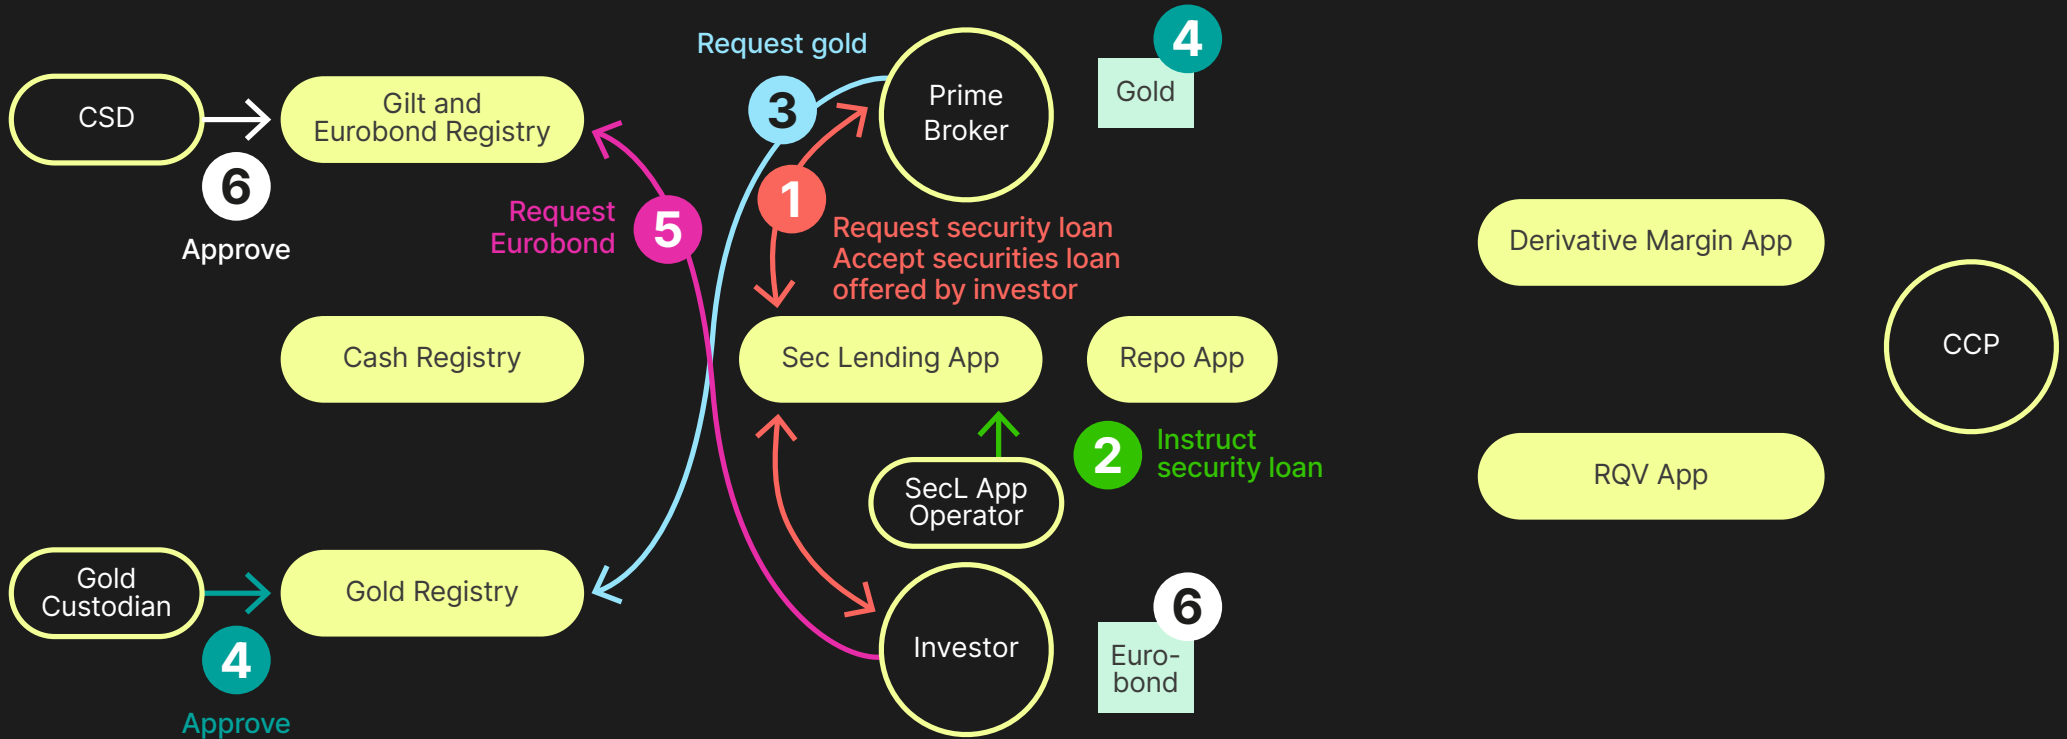 CSD
6
Approve
Gilt and
Eurobond Registry
Request
Eurobond
5
Request gold
3
1
Request security loan
Accept securities loan
offered by investor
Prime
Broker
4
Gold
Derivative Margin App
CCP
Cash Registry
Sec Lending App
Repo App
2
Instruct
security loan
SecL App
Operator
RQV App
Gold
Custodian
4
Approve
Gold Registry
Investor
6
Euro-
bond